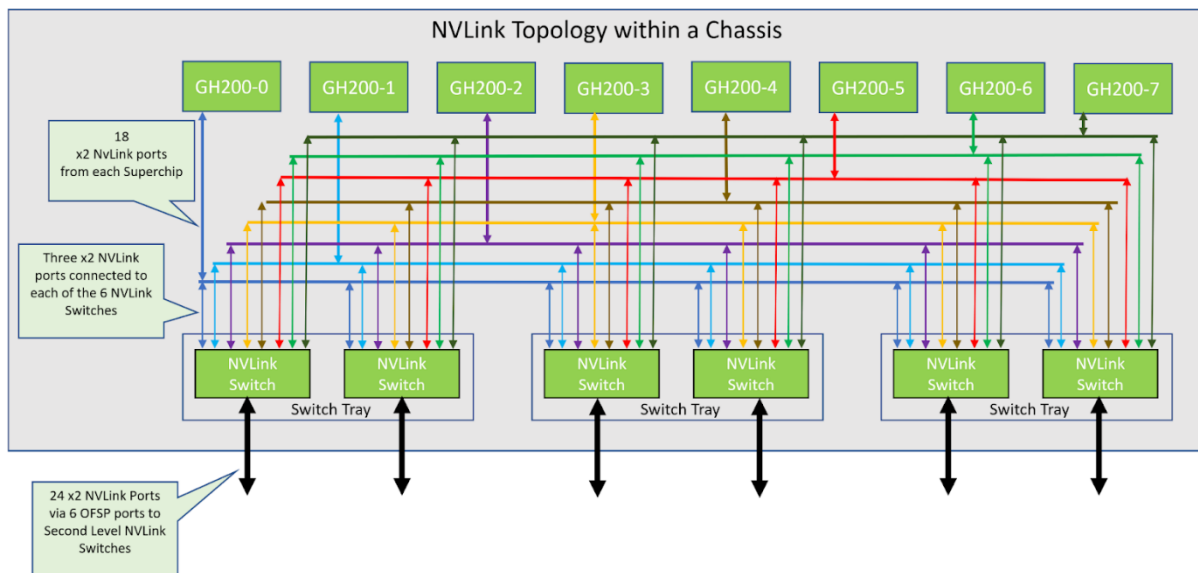 NVLink Topology within a Chassis
GH200-0
GH200-1
GH200-2
GH200-3
GH200-4
GH200-5
GH200-6
GH200-7
18
x2 NvLink ports
from each Superchip
Three x2 NVLink
ports connected to
each of the 6 NVLink
Switches
NVLink
Switch
NVLink
Switch
Switch Tray
NVLink
Switch
NVLink
Switch
Switch Tray
NVLink
Switch
NVLink
Switch
Switch Tray
24 x2 NVLink Ports
via 6 OFSP ports to
Second Level NVLink
Switches